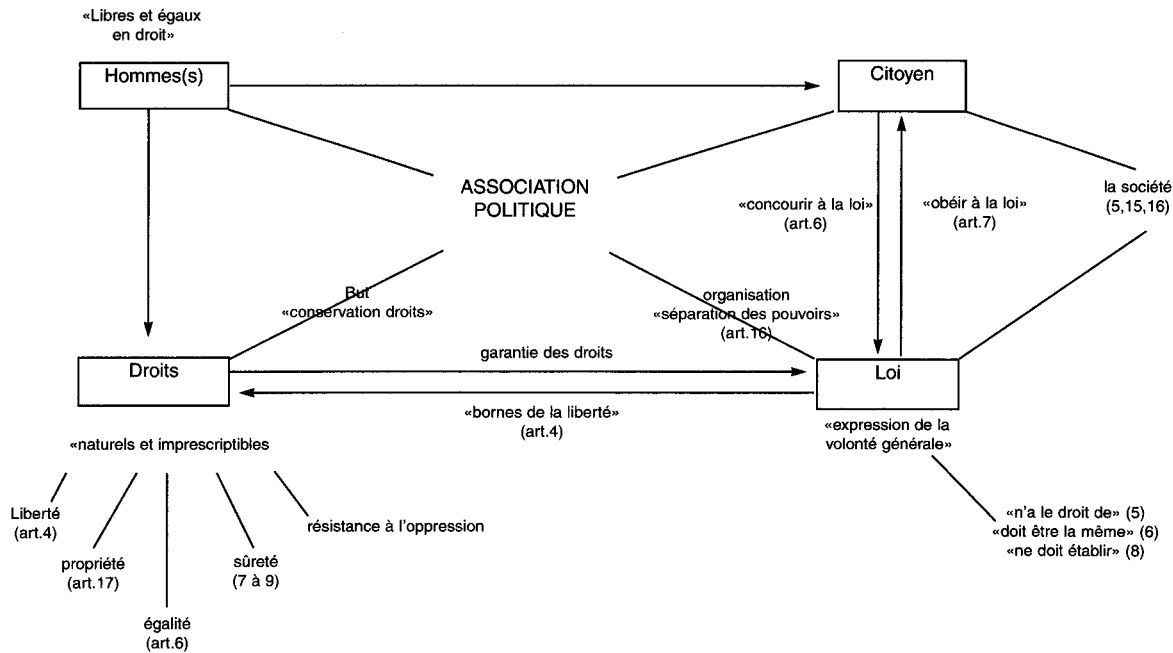 «Libres et égaux
en droit»
Hommes(s)
Citoyen
ASSOCIATION
POLITIQUE
«concourir à la loi»
(art.6)
«obéir à la loi»
(art.7)
la société
(5,15,16)
But
«conservation droits»
organisation
«séparation des pouvoirs»
(art.16)
Droits
garantie des droits
Loi
«bornes de la liberté»
(art.4)
«naturels et imprescriptibles
«expression de la
volonté générale»
Liberté
(art.4)
propriété
(art.17)
égalité
(art.6)
sûreté
(7 à 9)
résistance à l'oppression
«n'a le droit de» (5)
«doit être la même» (6)
«ne doit établir» (8)